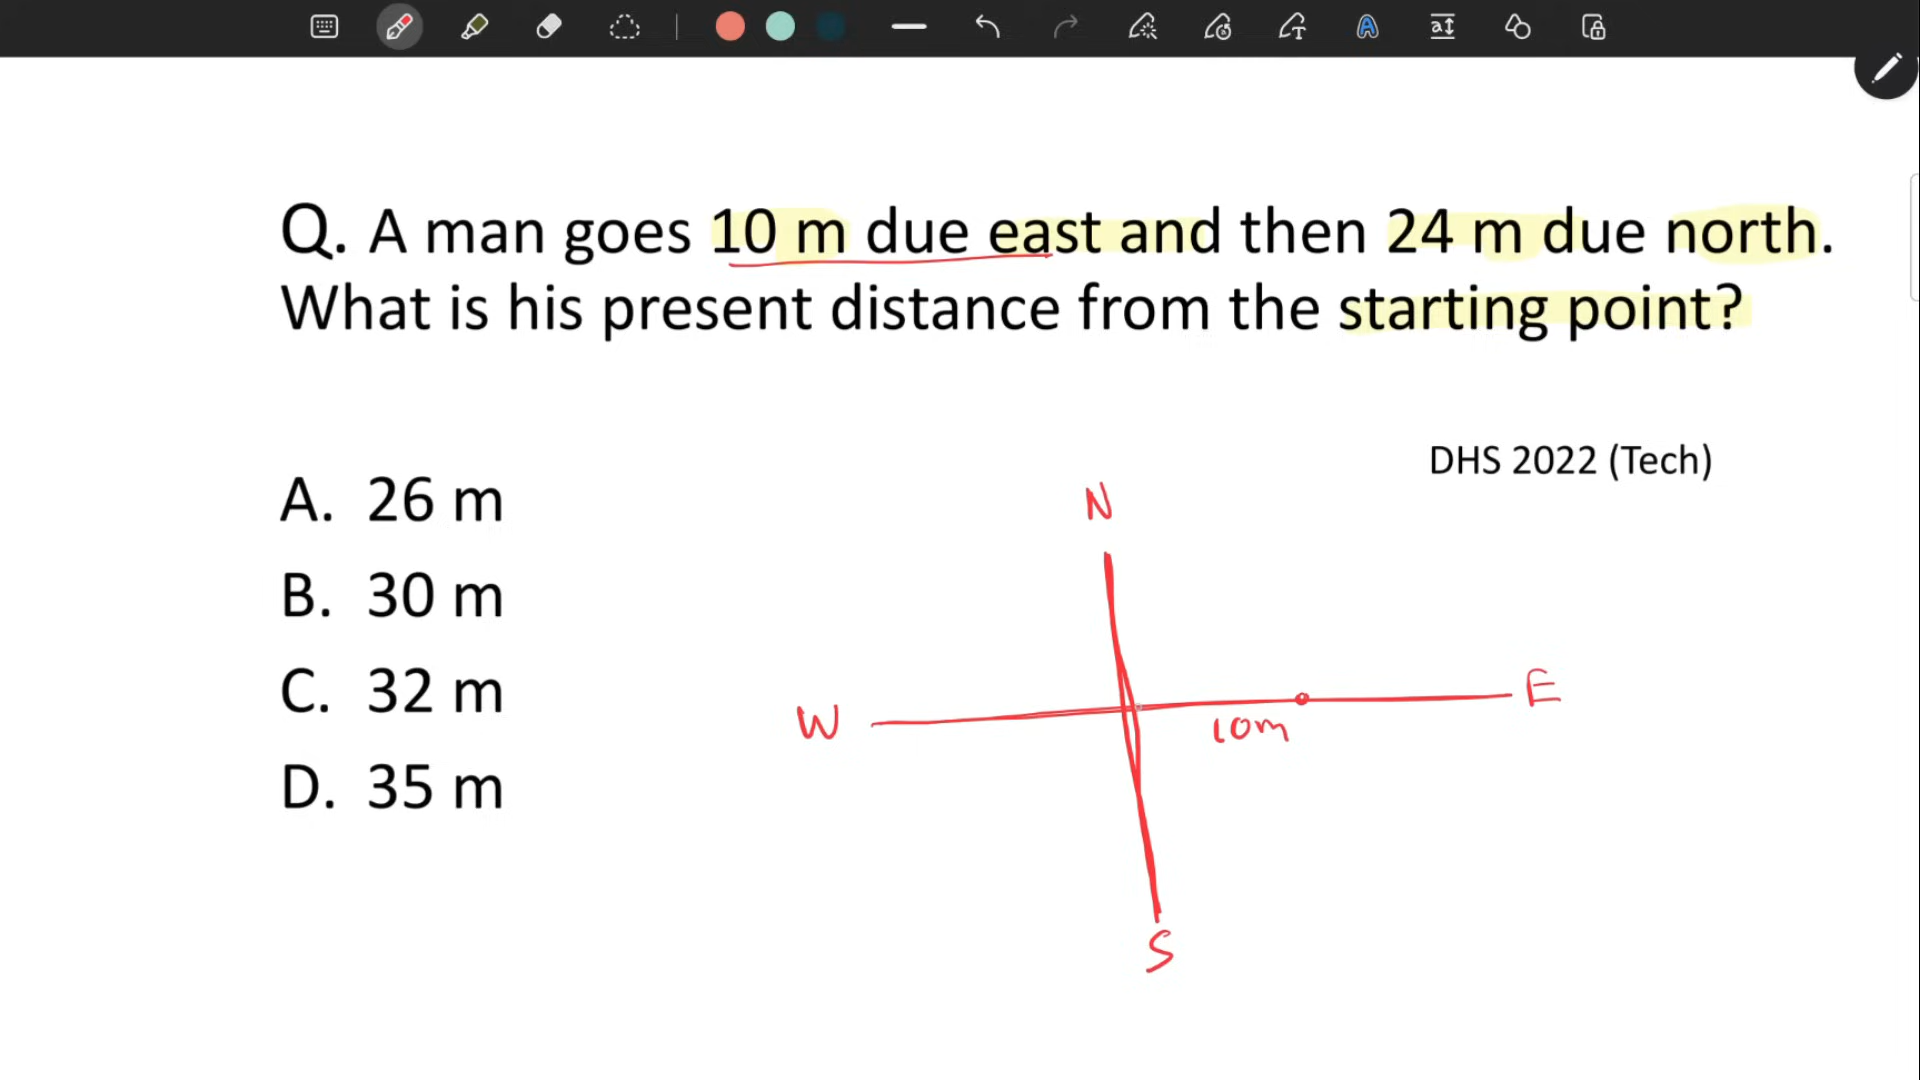 Q. A man goes 10 m due east and then 24 m due north.
What is his present distance from the starting point?
DHS 2022 (Tech)
A. 26 m
B. 30 m
C. 32 m
D. 35 m
N
W
E
10m
S